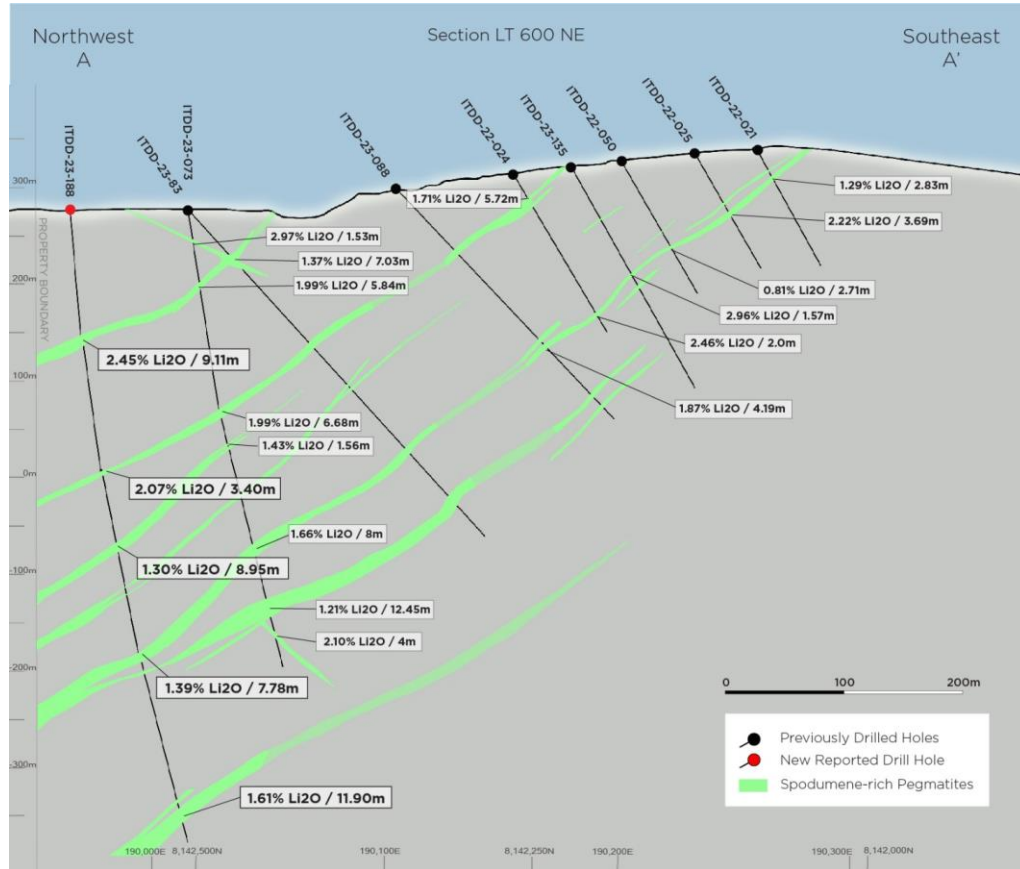 Northwest
A
Section LT 600 NE
Southeast
A'
ITDD-23-188
ITDD-23-83
ITDD-23-073
ITDD-23-088
ITDD-22-024
ITDD-23-135
ITDD-22-050
ITDD-22-025
ITDD-22-021
300m
200m
100m
0m
-100m
-200m
-300m
PROPERTY BOUNDARY
1.71% Li2O / 5.72m
1.29% Li2O / 2.83m
2.22% Li2O / 3.69m
2.97% Li2O / 1.53m
1.37% Li2O / 7.03m
1.99% Li2O / 5.84m
0.81% Li2O / 2.71m
2.96% Li2O / 1.57m
2.46% Li2O / 2.0m
2.45% Li2O / 9.11m
1.87% Li2O / 4.19m
1.99% Li2O / 6.68m
1.43% Li2O / 1.56m
2.07% Li2O / 3.40m
1.66% Li2O / 8m
1.30% Li2O / 8.95m
1.21% Li2O / 12.45m
2.10% Li2O / 4m
1.39% Li2O / 7.78m
1.61% Li2O / 11.90m
0 100 200m
Previously Drilled Holes
New Reported Drill Hole
Spodumene-rich Pegmatites
190,000E 8,142,500N 190,100E 8,142,250N 190,200E 190,300E 8,142,000N